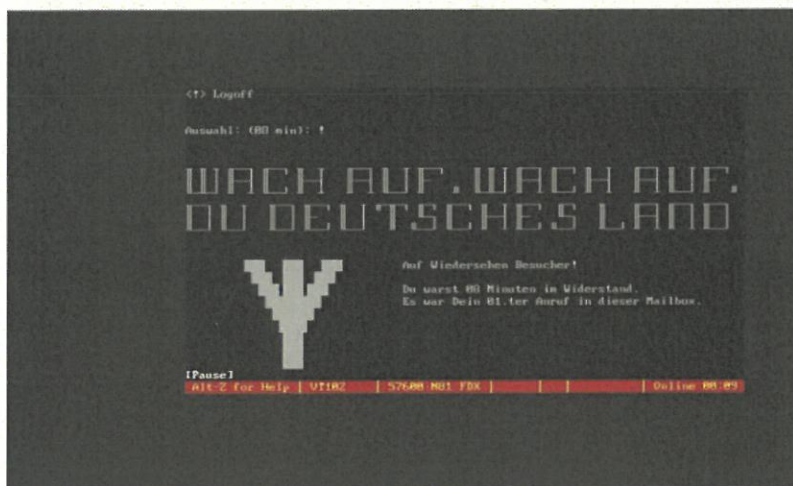 <!> Logoff
Auswahl: (08 min): !
WACH AUF, WACH AUF,
DU DEUTSCHES LAND
Auf Wiedersehen Besucher!
Du warst 08 Minuten im Widerstand.
Es war Dein 01.ter Anruf in dieser Mailbox.
[Pause]
Alt-Z for Help | VT102 | 57600 N81 FDX | | | | Online 00:09